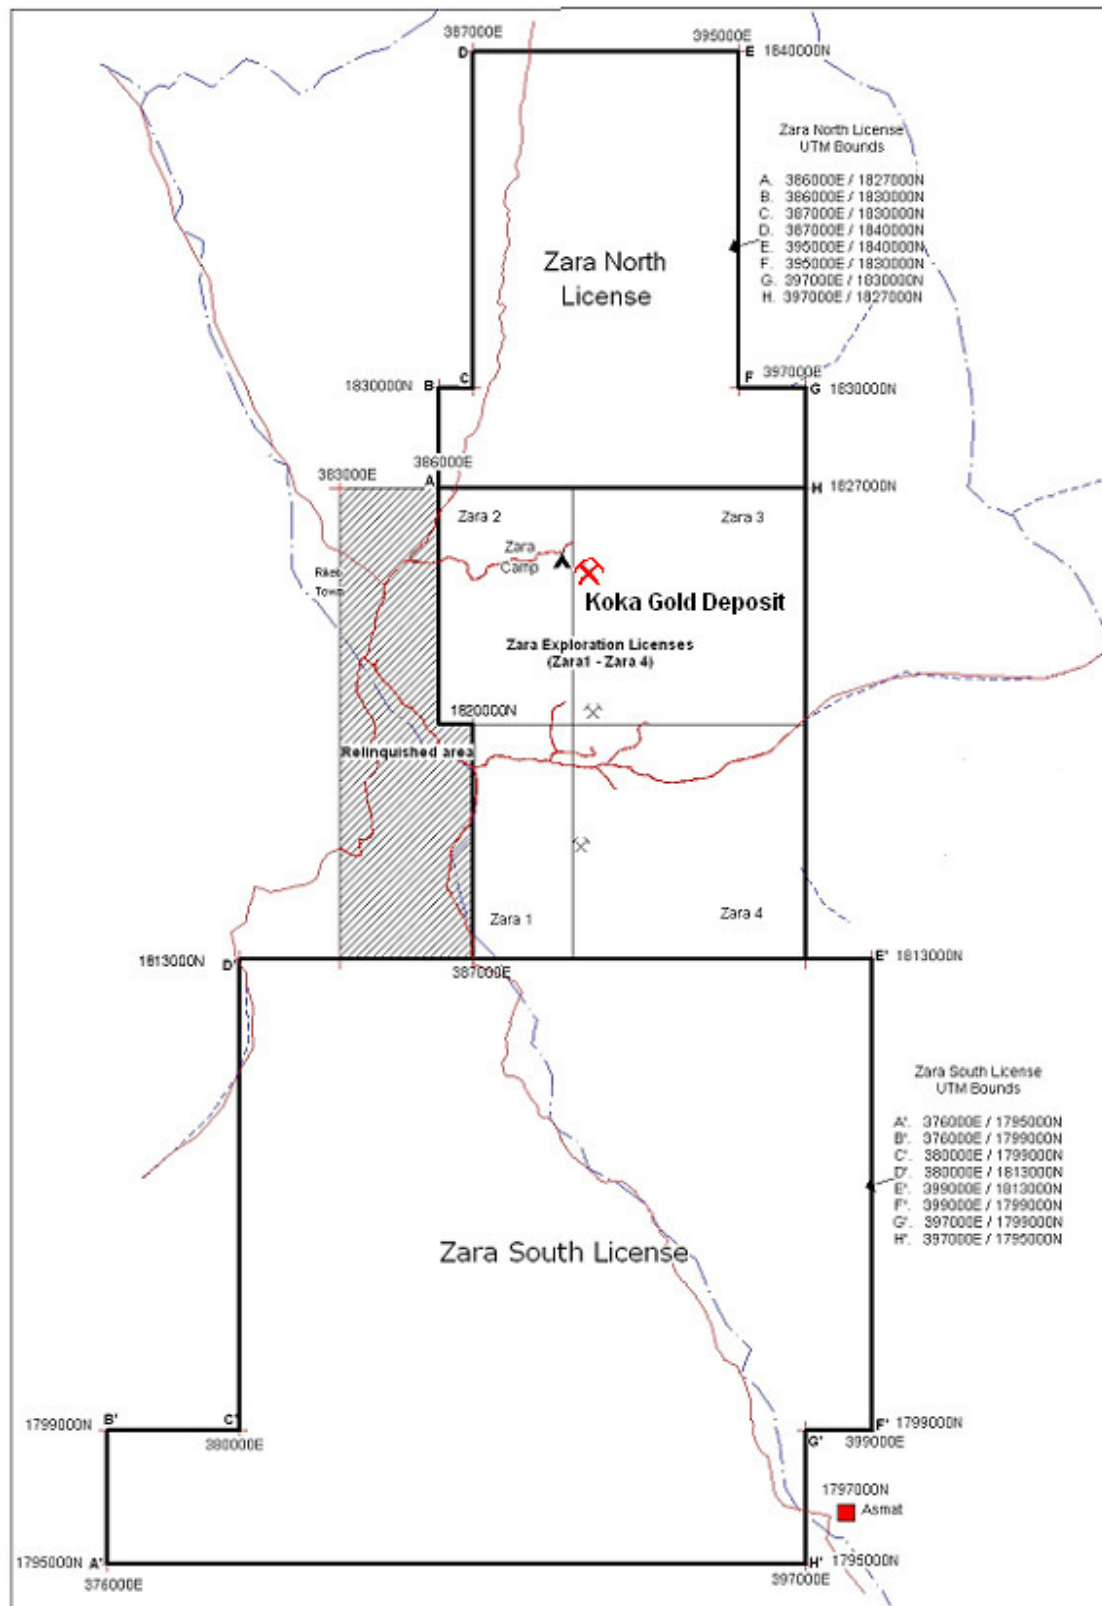 387000E
395000E
D
E 1840000N
Zara North License
UTM Bounds
A. 386000E / 1827000N
B. 386000E / 1830000N
C. 387000E / 1830000N
D. 387000E / 1840000N
E. 395000E / 1840000N
F. 395000E / 1830000N
G. 397000E / 1830000N
H. 397000E / 1827000N
Zara North
License
1830000N B
C
F
397000E
G 1830000N
386000E
383000E
A
H 1827000N
Zara 2
Zara 3
Zara
Camp
Town
Koka Gold Deposit
Zara Exploration Licenses
(Zara1 - Zara 4)
1820000N
Relinquished area
Zara 1
Zara 4
1813000N D'
387000E
E' 1813000N
Zara South License
UTM Bounds
A'. 376000E / 1795000N
B'. 376000E / 1799000N
C'. 380000E / 1799000N
D'. 380000E / 1813000N
E'. 399000E / 1813000N
F'. 399000E / 1799000N
G'. 397000E / 1799000N
H'. 397000E / 1795000N
Zara South License
1799000N B'
C'
380000E
F' 1799000N
G' 399000E
1797000N
Asmat
1795000N A'
376000E
H' 1795000N
397000E